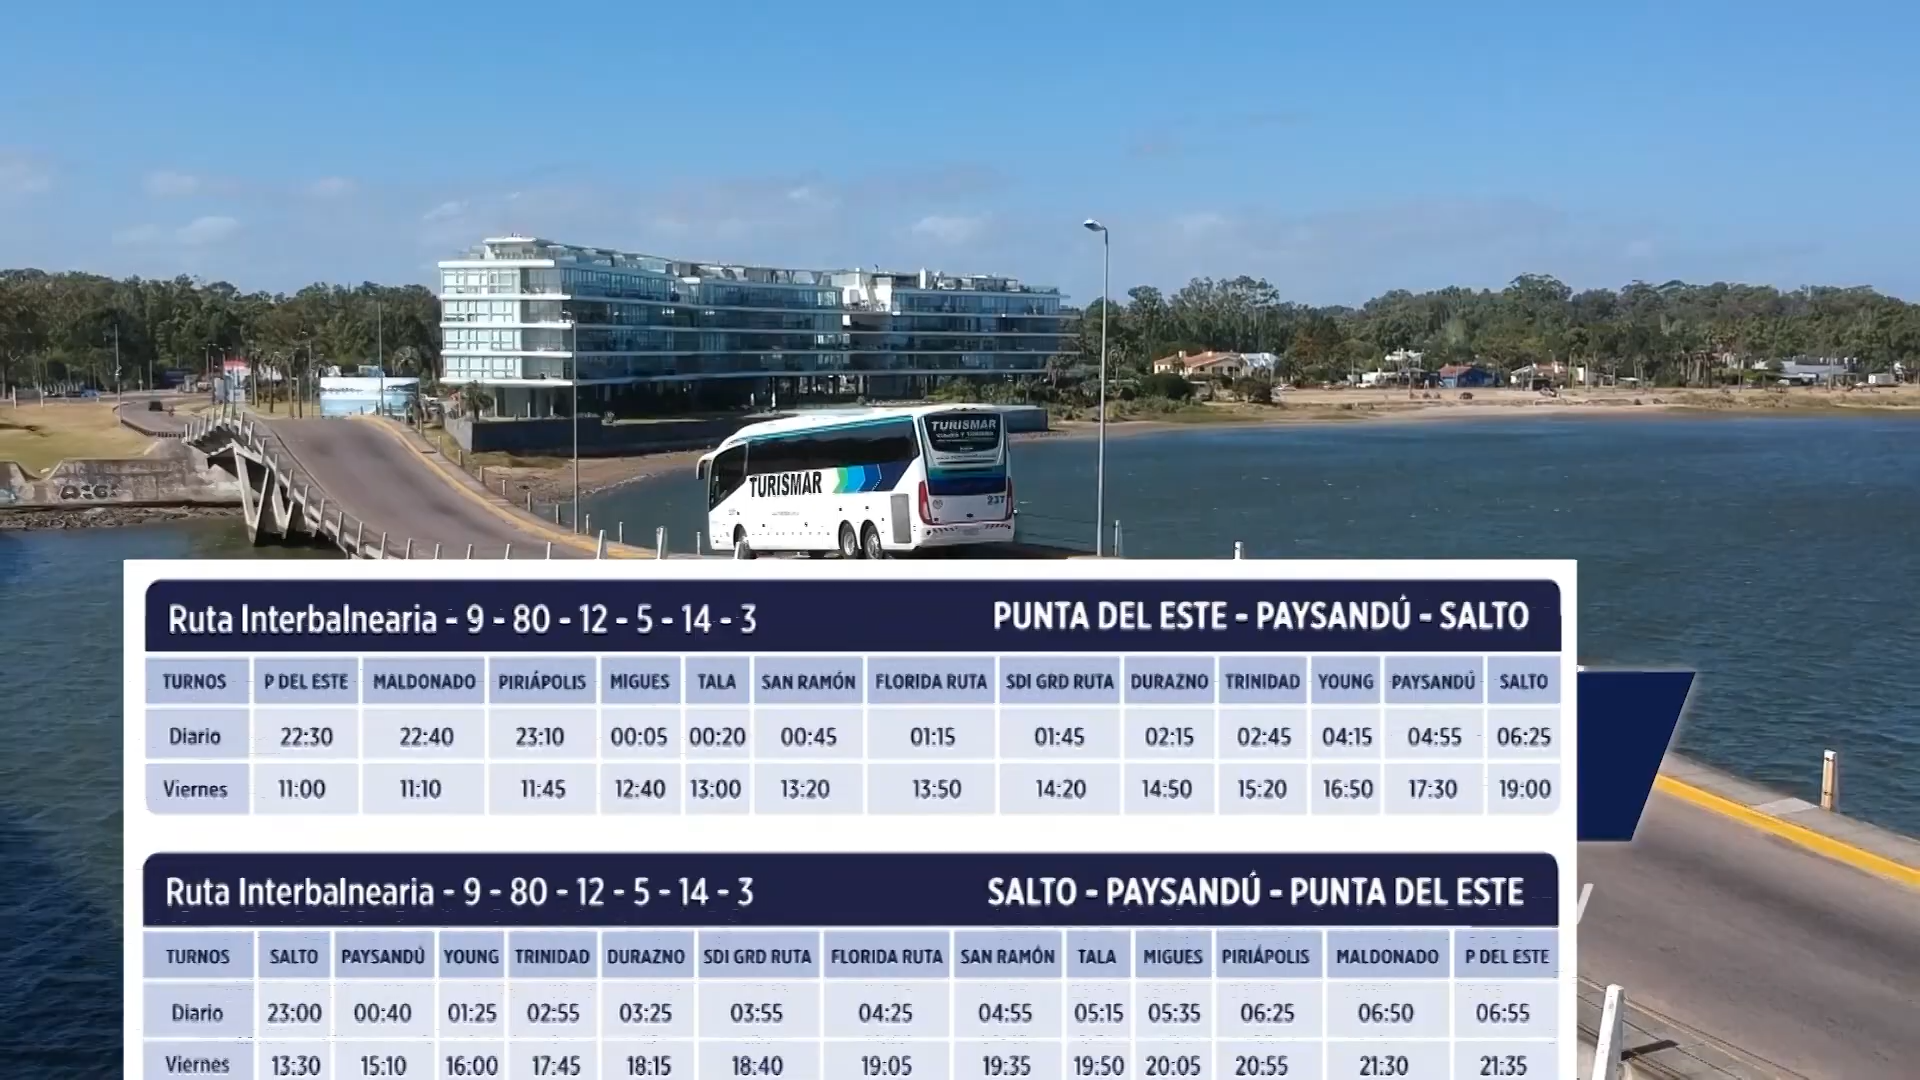 TURISMAR
TURISMAR
237
Ruta Interbalnearia - 9 - 80 - 12 - 5 - 14 - 3 PUNTA DEL ESTE - PAYSANDÚ - SALTO
TURNOS P DEL ESTE MALDONADO PIRIÁPOLIS MIGUES TALA SAN RAMÓN FLORIDA RUTA SDI GRD RUTA DURAZNO TRINIDAD YOUNG PAYSANDÚ SALTO
Diario 22:30 22:40 23:10 00:05 00:20 00:45 01:15 01:45 02:15 02:45 04:15 04:55 06:25
Viernes 11:00 11:10 11:45 12:40 13:00 13:20 13:50 14:20 14:50 15:20 16:50 17:30 19:00
Ruta Interbalnearia - 9 - 80 - 12 - 5 - 14 - 3 SALTO - PAYSANDÚ - PUNTA DEL ESTE
TURNOS SALTO PAYSANDÚ YOUNG TRINIDAD DURAZNO SDI GRD RUTA FLORIDA RUTA SAN RAMÓN TALA MIGUES PIRIÁPOLIS MALDONADO P DEL ESTE
Diario 23:00 00:40 01:25 02:55 03:25 03:55 04:25 04:55 05:15 05:35 06:25 06:50 06:55
Viernes 13:30 15:10 16:00 17:45 18:15 18:40 19:05 19:35 19:50 20:05 20:55 21:30 21:35